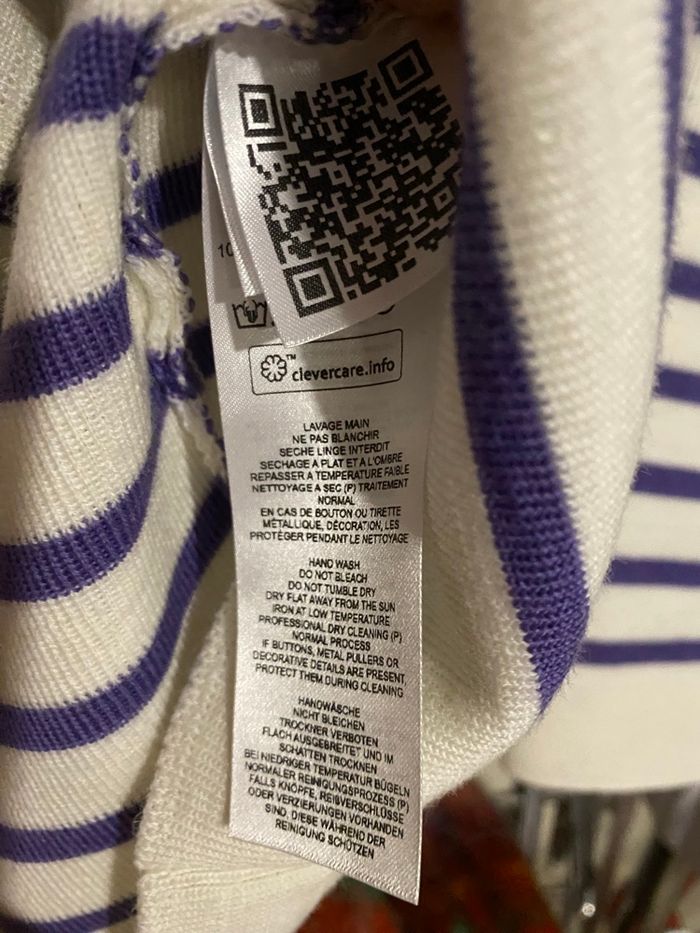 10
™
clevercare.info
LAVAGE MAIN
NE PAS BLANCHIR
SECHE LINGE INTERDIT
SECHAGE A PLAT ET A L'OMBRE
REPASSER A TEMPERATURE FAIBLE
NETTOYAGE A SEC (P) TRAITEMENT
NORMAL
EN CAS DE BOUTON OU TIRETTE
MÉTALLIQUE, DÉCORATION, LES
PROTÉGER PENDANT LE NETTOYAGE
HAND WASH
DO NOT BLEACH
DO NOT TUMBLE DRY
DRY FLAT AWAY FROM THE SUN
IRON AT LOW TEMPERATURE
PROFESSIONAL DRY CLEANING (P)
NORMAL PROCESS
IF BUTTONS, METAL PULLERS OR
DECORATIVE DETAILS ARE PRESENT,
PROTECT THEM DURING CLEANING
HANDWÄSCHE
NICHT BLEICHEN
TROCKNER VERBOTEN
FLACH AUSGEBREITET UND IM
SCHATTEN TROCKNEN
BEI NIEDRIGER TEMPERATUR BÜGELN
NORMALER REINIGUNGSPROZESS (P)
FALLS KNÖPFE, REIßVERSCHLÜSSE
ODER VERZIERUNGEN VORHANDEN
SIND, DIESE WÄHREND DER
REINIGUNG SCHÜTZEN